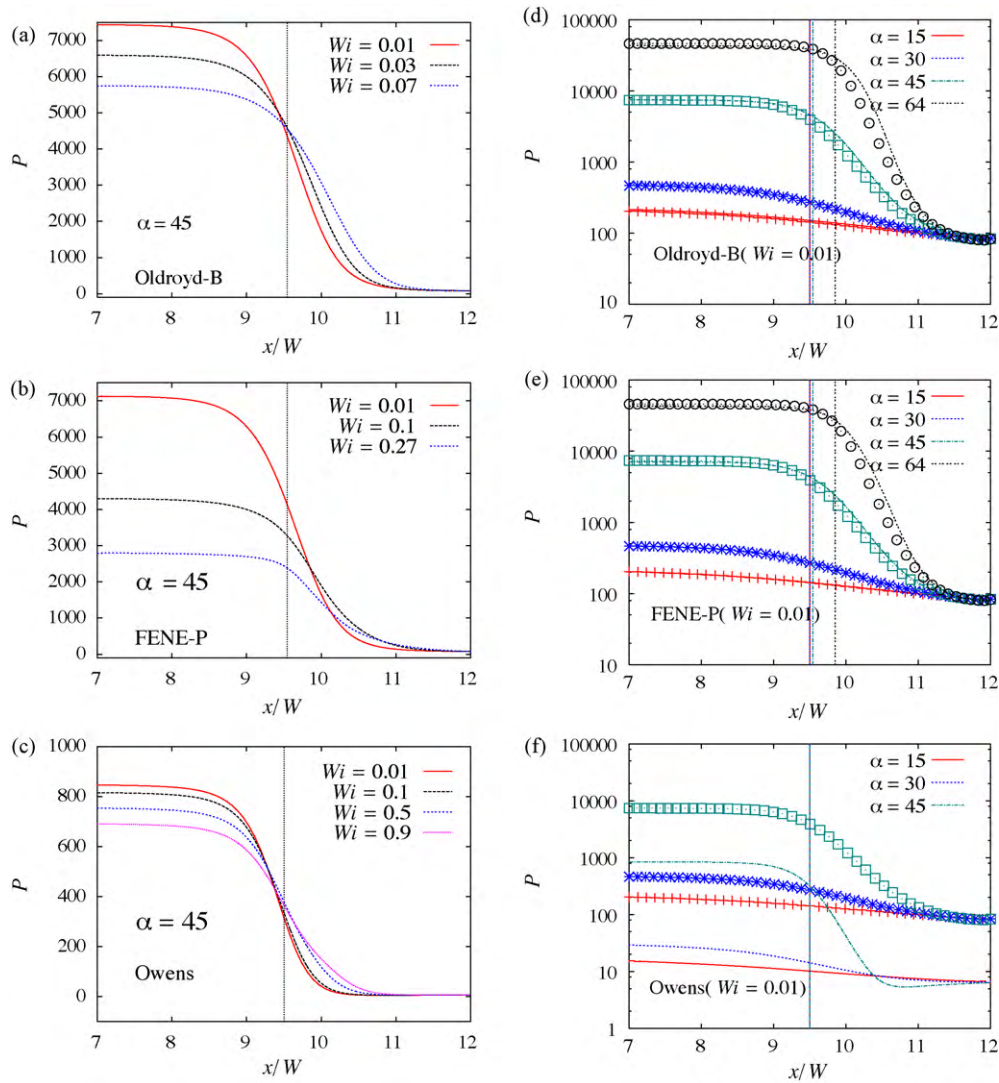 (a)
7000
6000
5000
4000
3000
2000
1000
0
P
Wi = 0.01
Wi = 0.03
Wi = 0.07
α = 45
Oldroyd-B
7 8 9 10 11 12
x/W
(b)
7000
6000
5000
4000
3000
2000
1000
0
P
Wi = 0.01
Wi = 0.1
Wi = 0.27
α = 45
FENE-P
7 8 9 10 11 12
x/W
(c)
1000
800
600
400
200
0
P
Wi = 0.01
Wi = 0.1
Wi = 0.5
Wi = 0.9
α = 45
Owens
7 8 9 10 11 12
x/W
(d)
100000
10000
1000
100
10
P
α = 15
α = 30
α = 45
α = 64
Oldroyd-B( Wi = 0.01)
7 8 9 10 11 12
x/W
(e)
100000
10000
1000
100
10
P
α = 15
α = 30
α = 45
α = 64
FENE-P( Wi = 0.01)
7 8 9 10 11 12
x/W
(f)
100000
10000
1000
100
10
1
P
α = 15
α = 30
α = 45
Owens( Wi = 0.01)
7 8 9 10 11 12
x/W